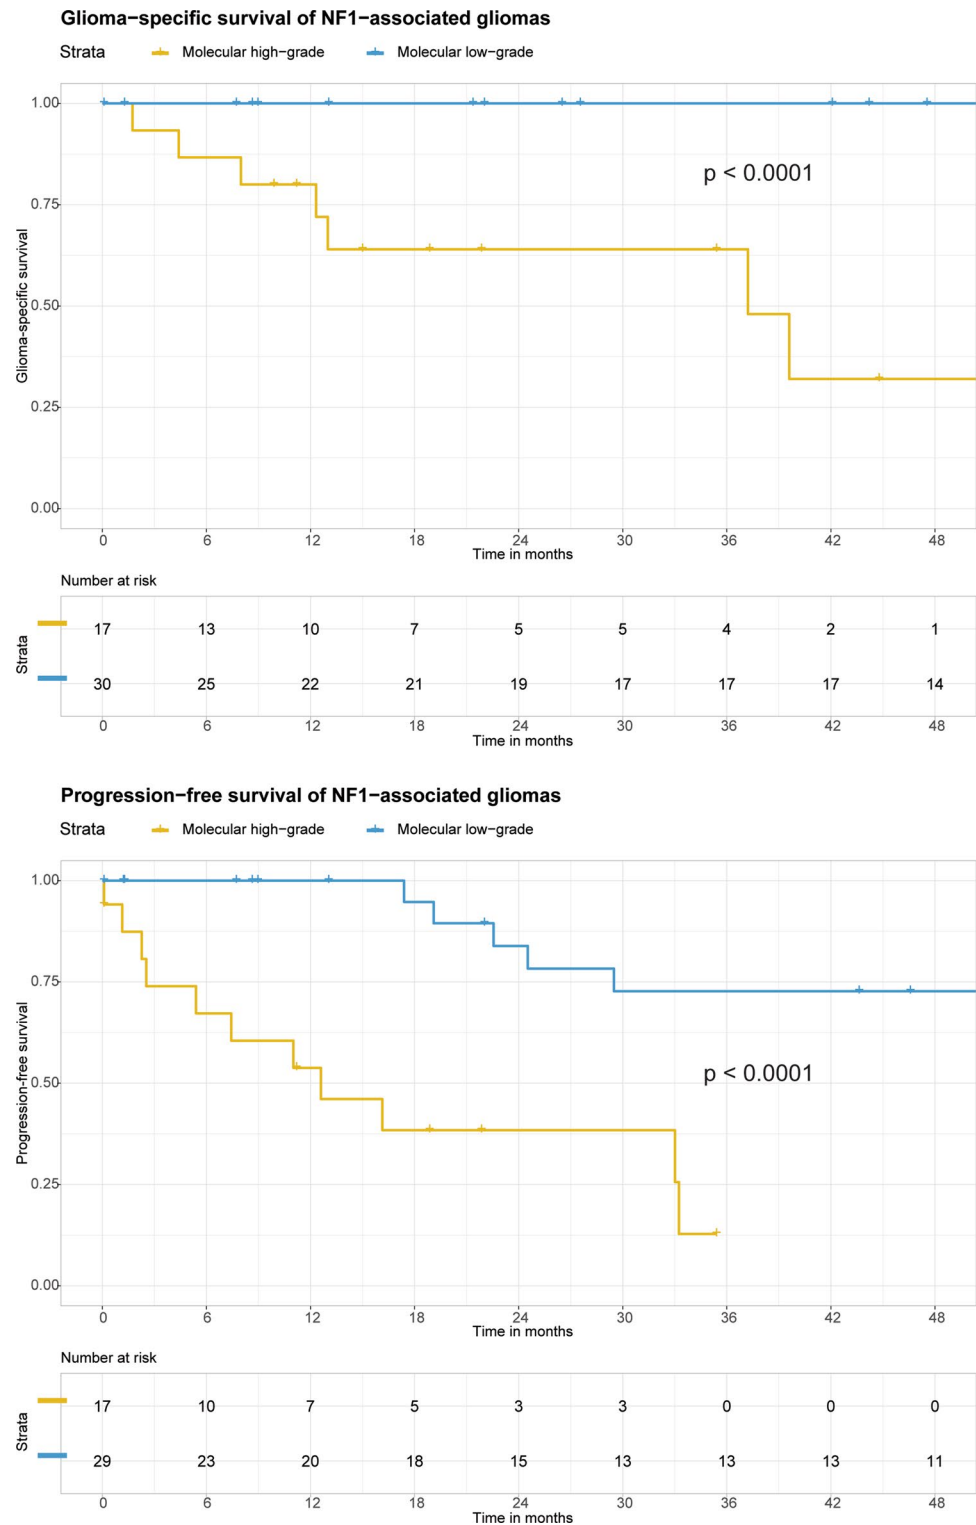 Glioma−specific survival of NF1−associated gliomas
Strata Molecular high−grade Molecular low−grade
1.00
p < 0.0001
0.75
0.50
0.25
0.00
Glioma-specific survival
0 6 12 18 24 30 36 42 48
Time in months
Number at risk
Strata
17 13 10 7 5 5 4 2 1
30 25 22 21 19 17 17 17 14
0 6 12 18 24 30 36 42 48
Time in months
Progression−free survival of NF1−associated gliomas
Strata Molecular high−grade Molecular low−grade
1.00
0.75
p < 0.0001
0.50
0.25
0.00
Progression-free survival
0 6 12 18 24 30 36 42 48
Time in months
Number at risk
Strata
17 10 7 5 3 3 0 0 0
29 23 20 18 15 13 13 13 11
0 6 12 18 24 30 36 42 48
Time in months